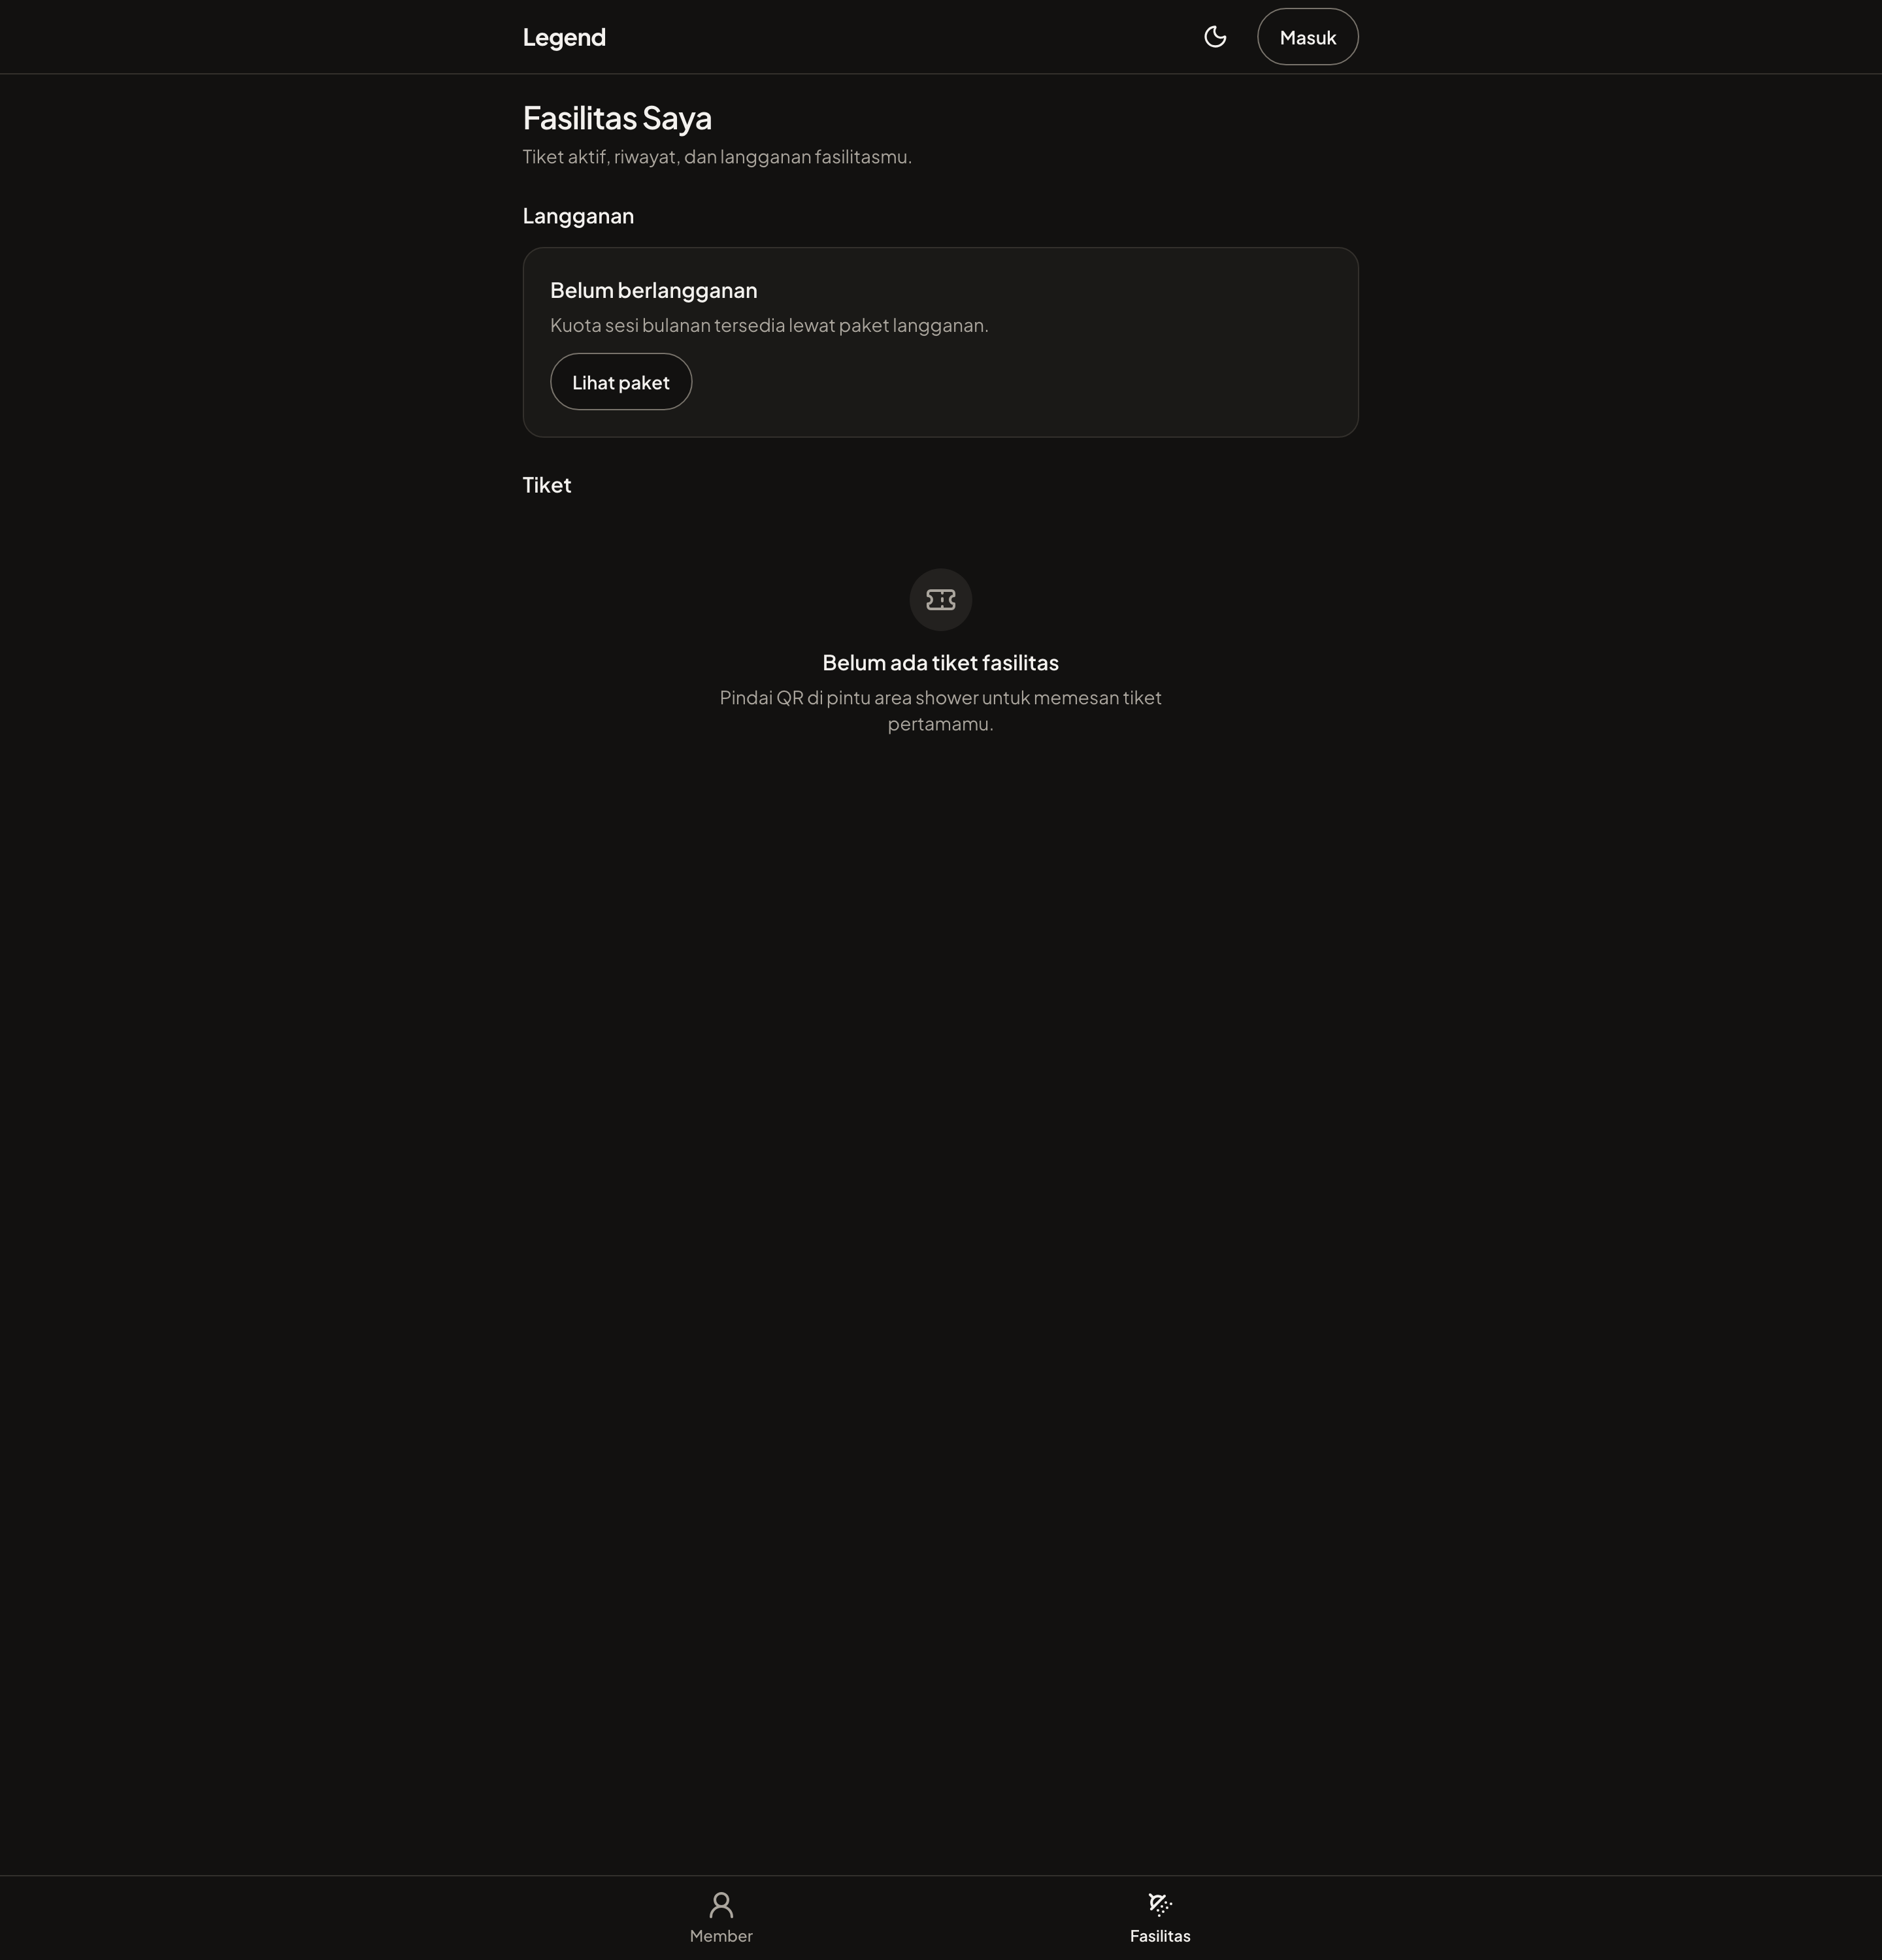 Legend
Masuk
Fasilitas Saya
Tiket aktif, riwayat, dan langganan fasilitasmu.
Langganan
Belum berlangganan
Kuota sesi bulanan tersedia lewat paket langganan.
Lihat paket
Tiket
Belum ada tiket fasilitas
Pindai QR di pintu area shower untuk memesan tiket
pertamamu.
Member
Fasilitas